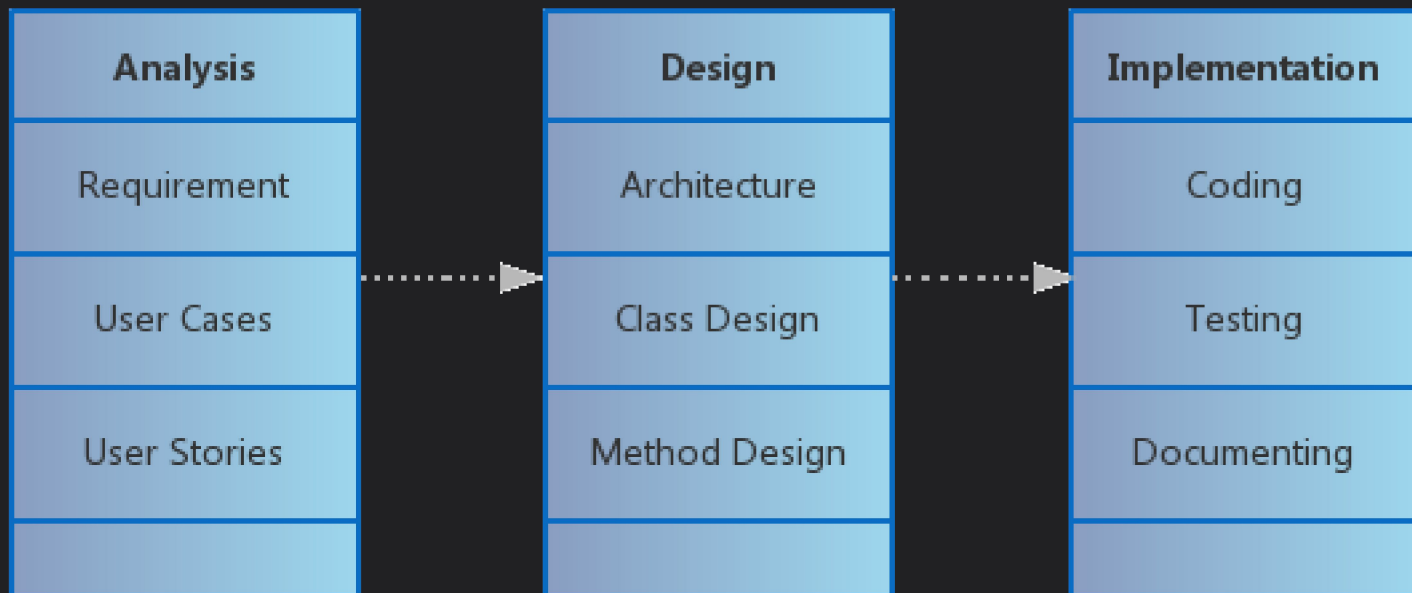 Analysis
Requirement
User Cases
User Stories
Design
Architecture
Class Design
Method Design
Implementation
Coding
Testing
Documenting